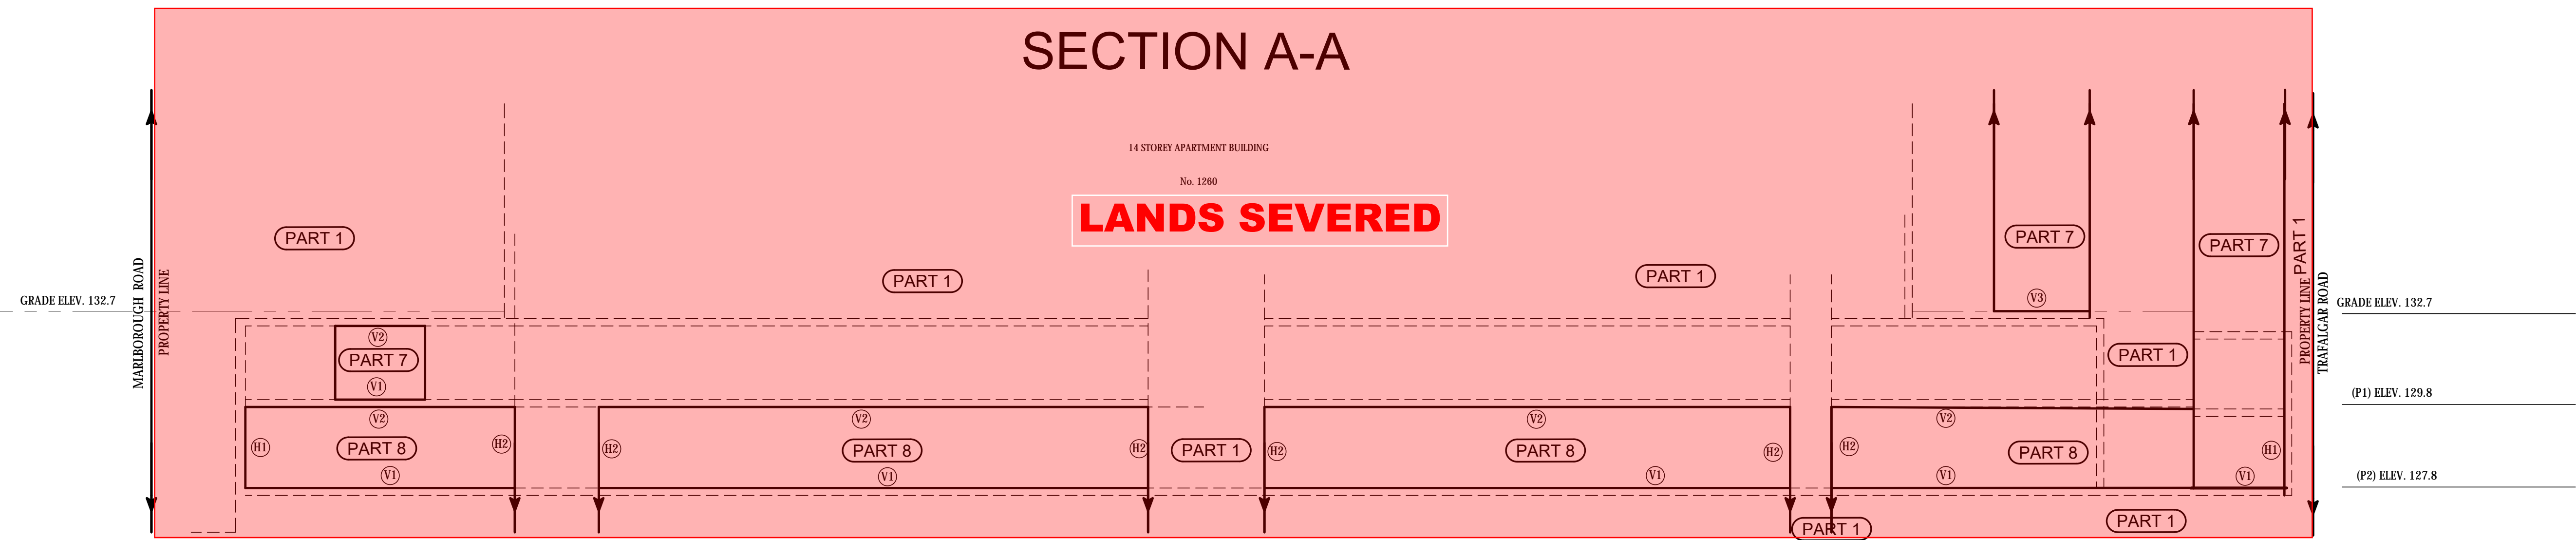 SECTION A-A
14 STOREY APARTMENT BUILDING
No. 1260
LANDS SEVERED
PART 1
PART 7
PART 7
PART 1
PART 1
PART 1
MARLBOROUGH ROAD
PROPERTY LINE
PROPERTY LINE
TRAFALGAR ROAD
GRADE ELEV. 132.7
V3
GRADE ELEV. 132.7
V2
PART 7
V1
PART 1
(P1) ELEV. 129.8
V2
V2
V2
V2
H1
PART 8
H2
H2
PART 8
H2
PART 1
H2
PART 8
H2
H2
PART 8
H1
V1
V1
V1
V1
V1
(P2) ELEV. 127.8
PART 1
PART 1